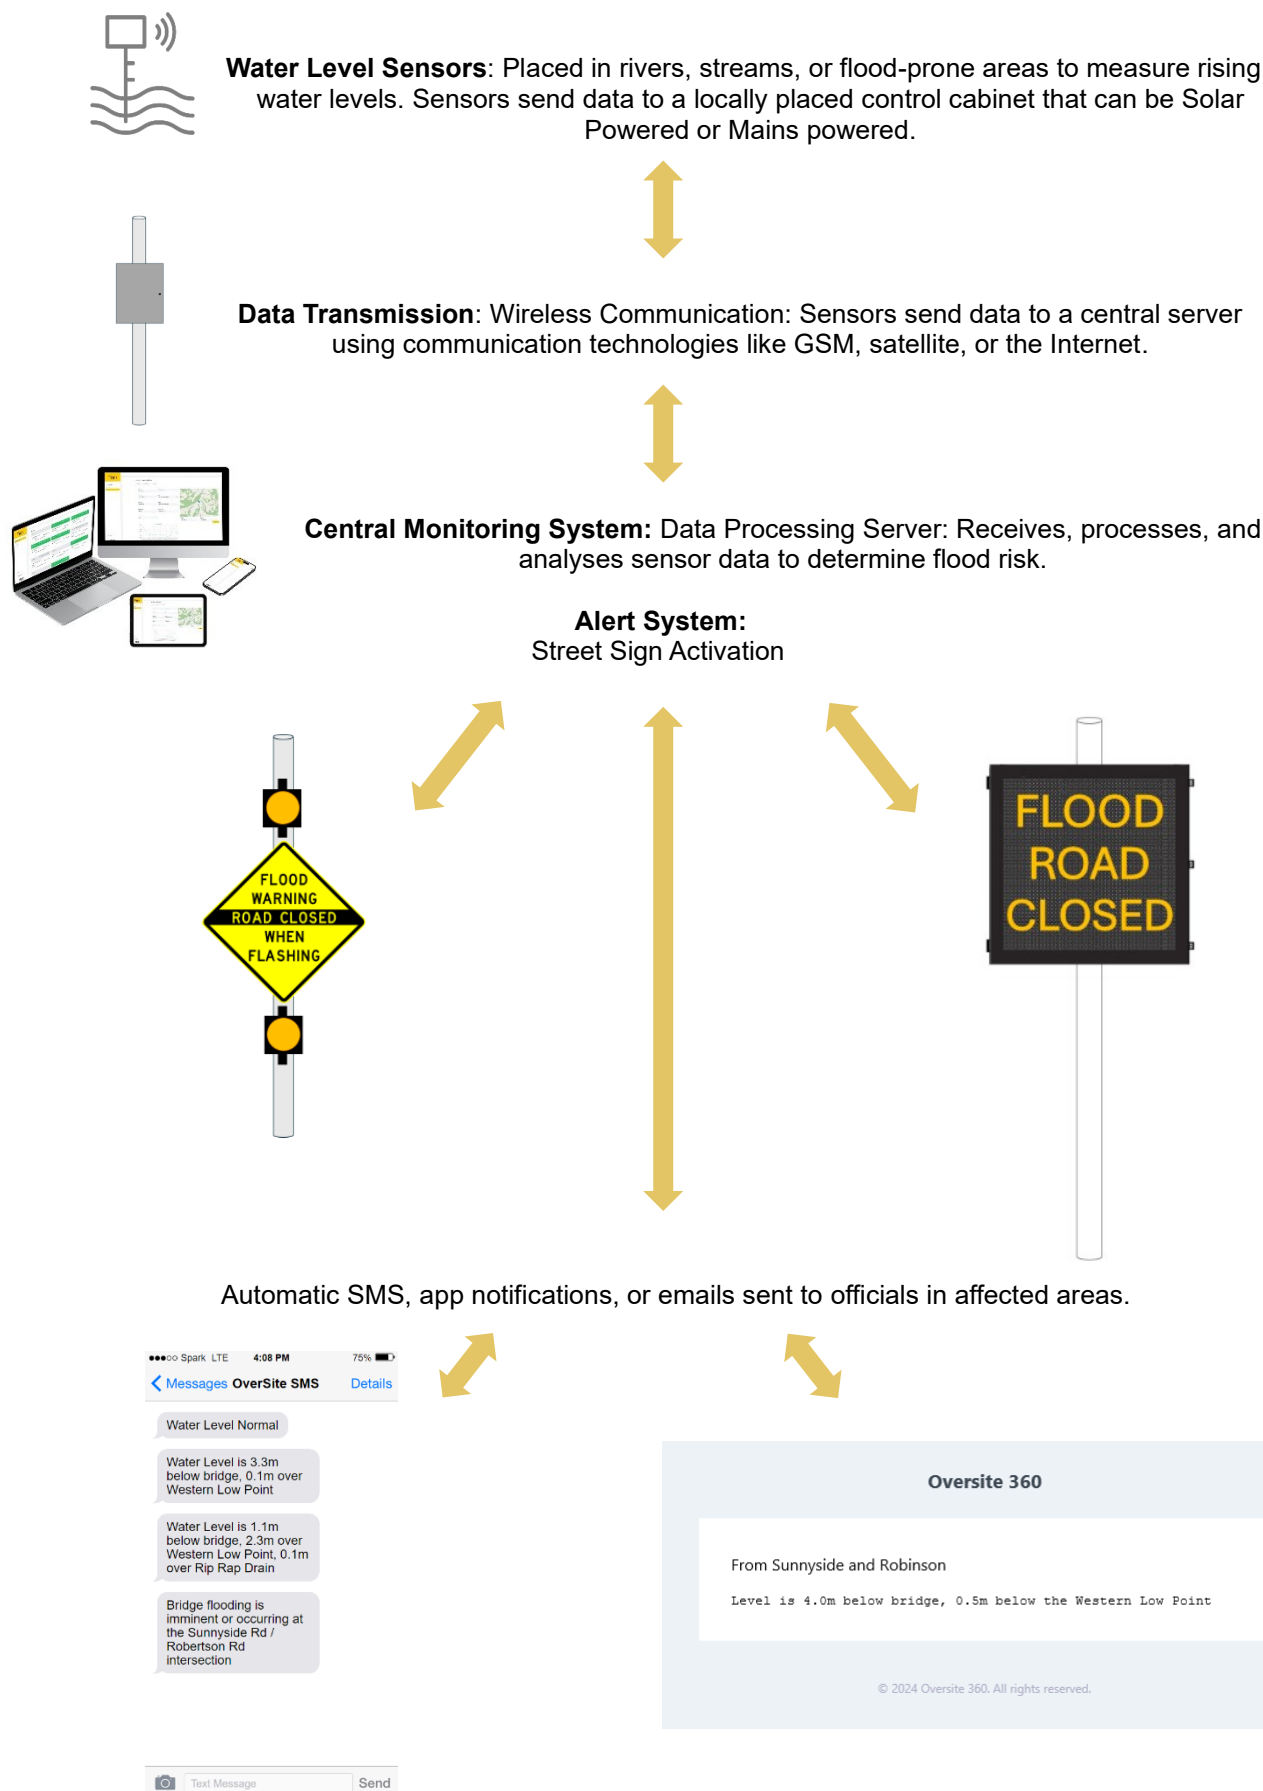 Water Level Sensors: Placed in rivers, streams, or flood-prone areas to measure rising
water levels. Sensors send data to a locally placed control cabinet that can be Solar
Powered or Mains powered.
Data Transmission: Wireless Communication: Sensors send data to a central server
using communication technologies like GSM, satellite, or the Internet.
Central Monitoring System: Data Processing Server: Receives, processes, and
analyses sensor data to determine flood risk.
Alert System:
Street Sign Activation
FLOOD
WARNING
ROAD CLOSED
WHEN
FLASHING
FLOOD
ROAD
CLOSED
Automatic SMS, app notifications, or emails sent to officials in affected areas.
Spark LTE 4:08 PM 75%
Messages OverSite SMS Details
Water Level Normal
Water Level is 3.3m
below bridge, 0.1m over
Western Low Point
Water Level is 1.1m
below bridge, 2.3m over
Western Low Point, 0.1m
over Rip Rap Drain
Bridge flooding is
imminent or occurring at
the Sunnyside Rd /
Robertson Rd
intersection
Text Message Send
Oversite 360
From Sunnyside and Robinson
Level is 4.0m below bridge, 0.5m below the Western Low Point
© 2024 Oversite 360. All rights reserved.